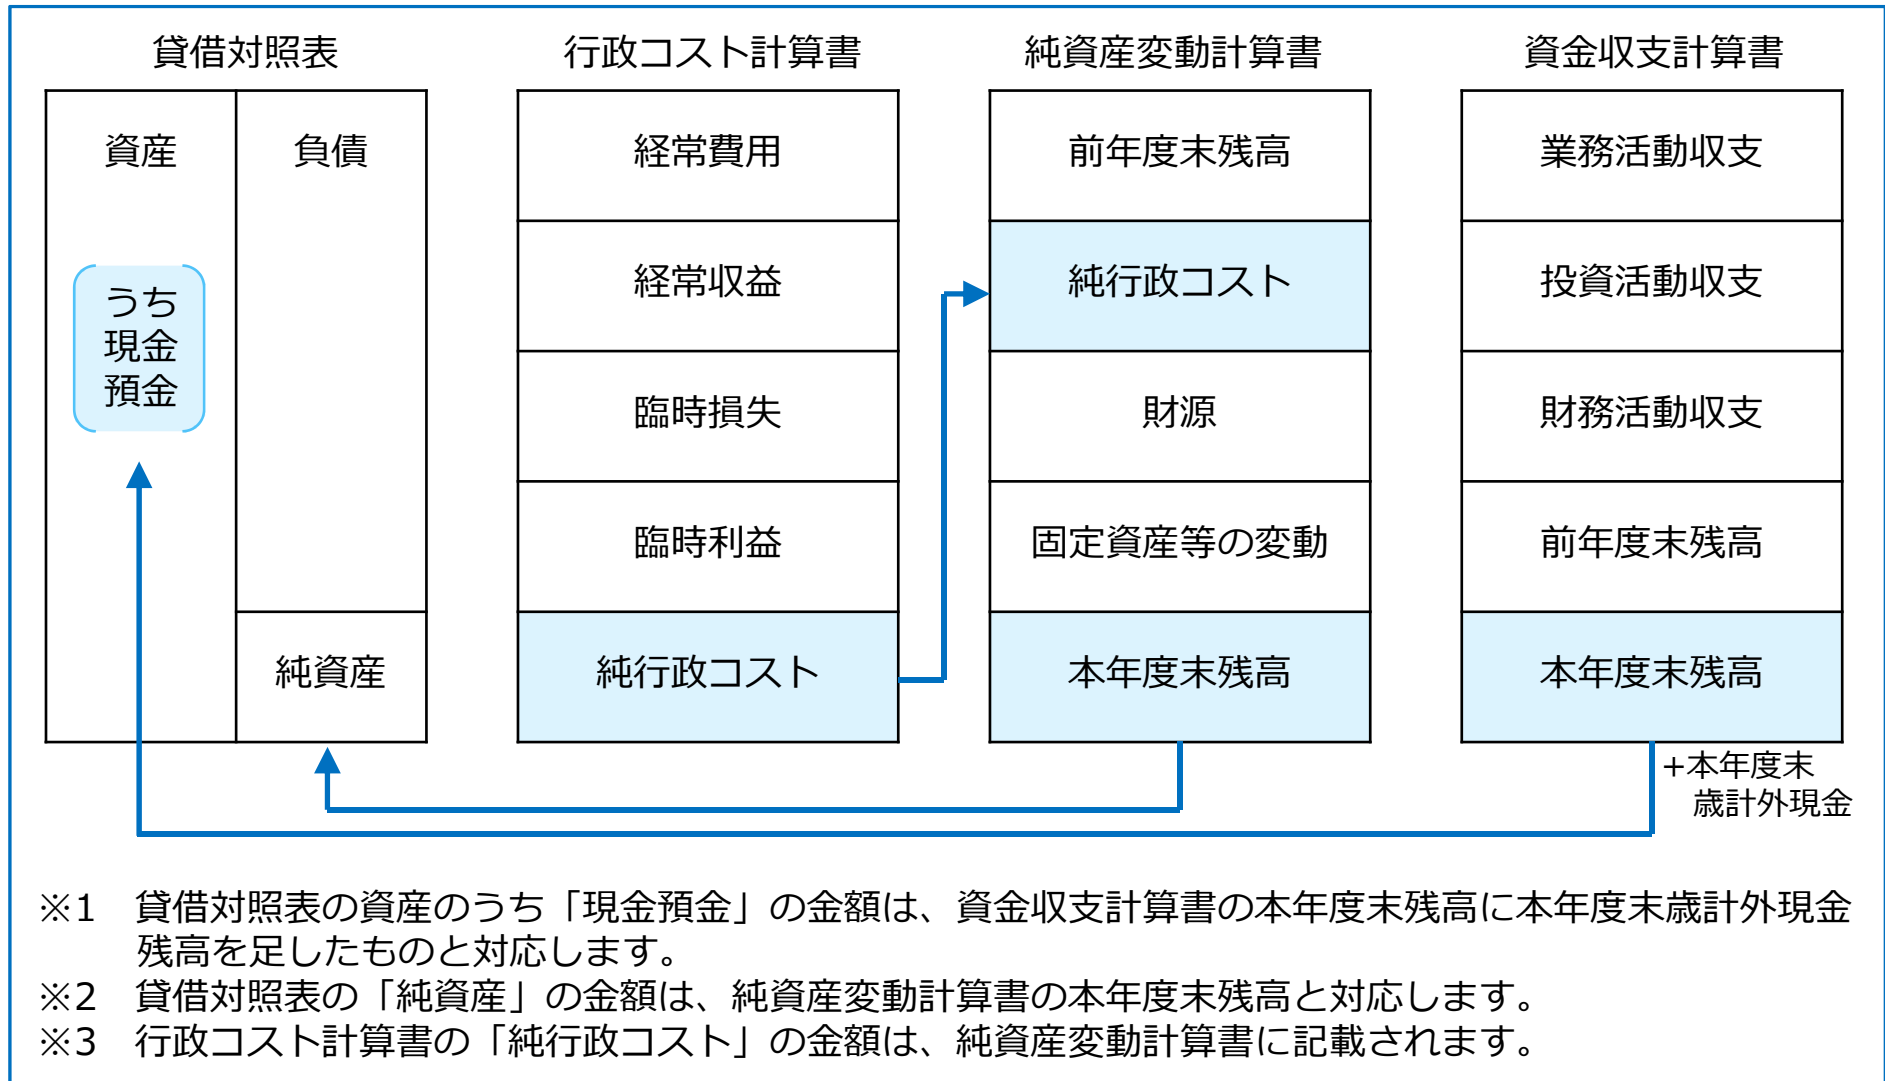 貸借対照表
資産
負債
うち
現金
預金
純資産
行政コスト計算書
経常費用
経常収益
臨時損失
臨時利益
純行政コスト
純資産変動計算書
前年度末残高
純行政コスト
財源
固定資産等の変動
本年度末残高
資金収支計算書
業務活動収支
投資活動収支
財務活動収支
前年度末残高
本年度末残高
+本年度末
歳計外現金
※1 貸借対照表の資産のうち「現金預金」の金額は、資金収支計算書の本年度末残高に本年度末歳計外現金
残高を足したものと対応します。
※2 貸借対照表の「純資産」の金額は、純資産変動計算書の本年度末残高と対応します。
※3 行政コスト計算書の「純行政コスト」の金額は、純資産変動計算書に記載されます。